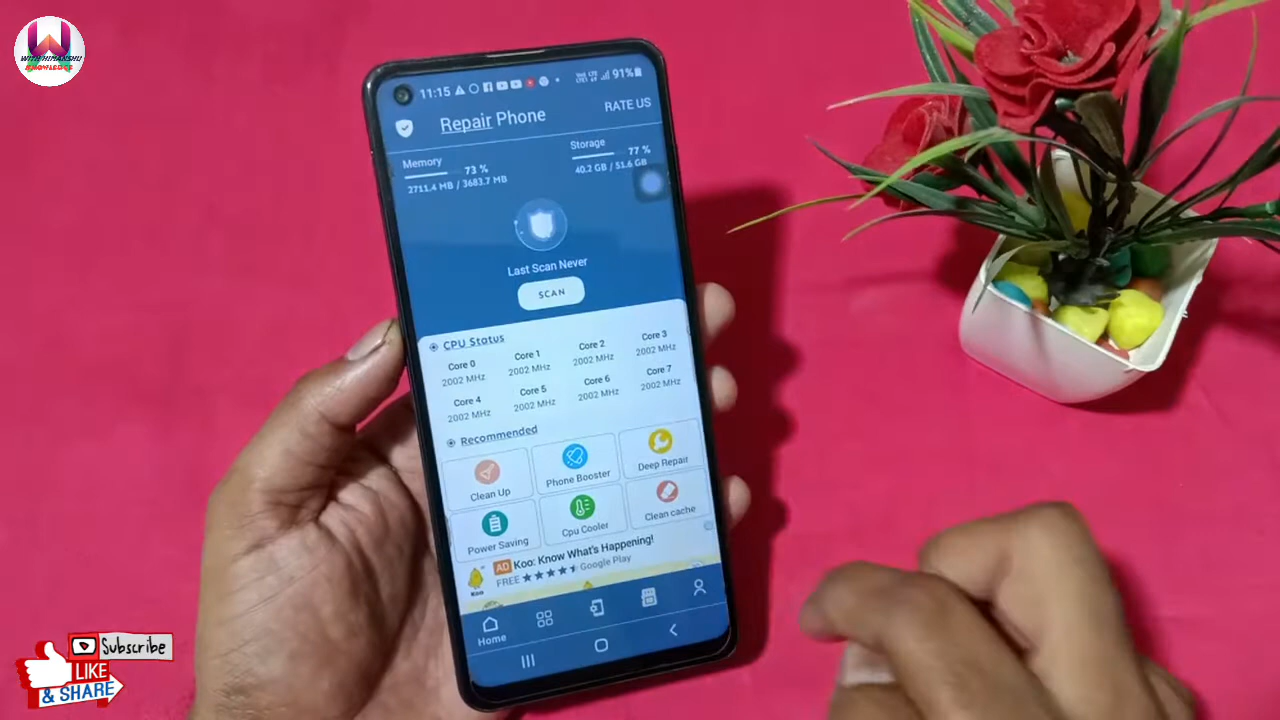 WITH HIMANSHU
KNOWLEDGE
11:15
91%
Repair Phone
RATE US
Memory
73 %
2711.4 MB / 3683.7 MB
Storage
77 %
40.2 GB / 51.6 GB
Last Scan Never
SCAN
CPU Status
Core 0
2002 MHz
Core 1
2002 MHz
Core 2
2002 MHz
Core 3
2002 MHz
Core 4
2002 MHz
Core 5
2002 MHz
Core 6
2002 MHz
Core 7
2002 MHz
Recommended
Clean Up
Phone Booster
Deep Repair
Power Saving
Cpu Cooler
Clean cache
AD Koo: Know What's Happening!
FREE
Google Play
Koo
Home
Subscribe
LIKE
& SHARE